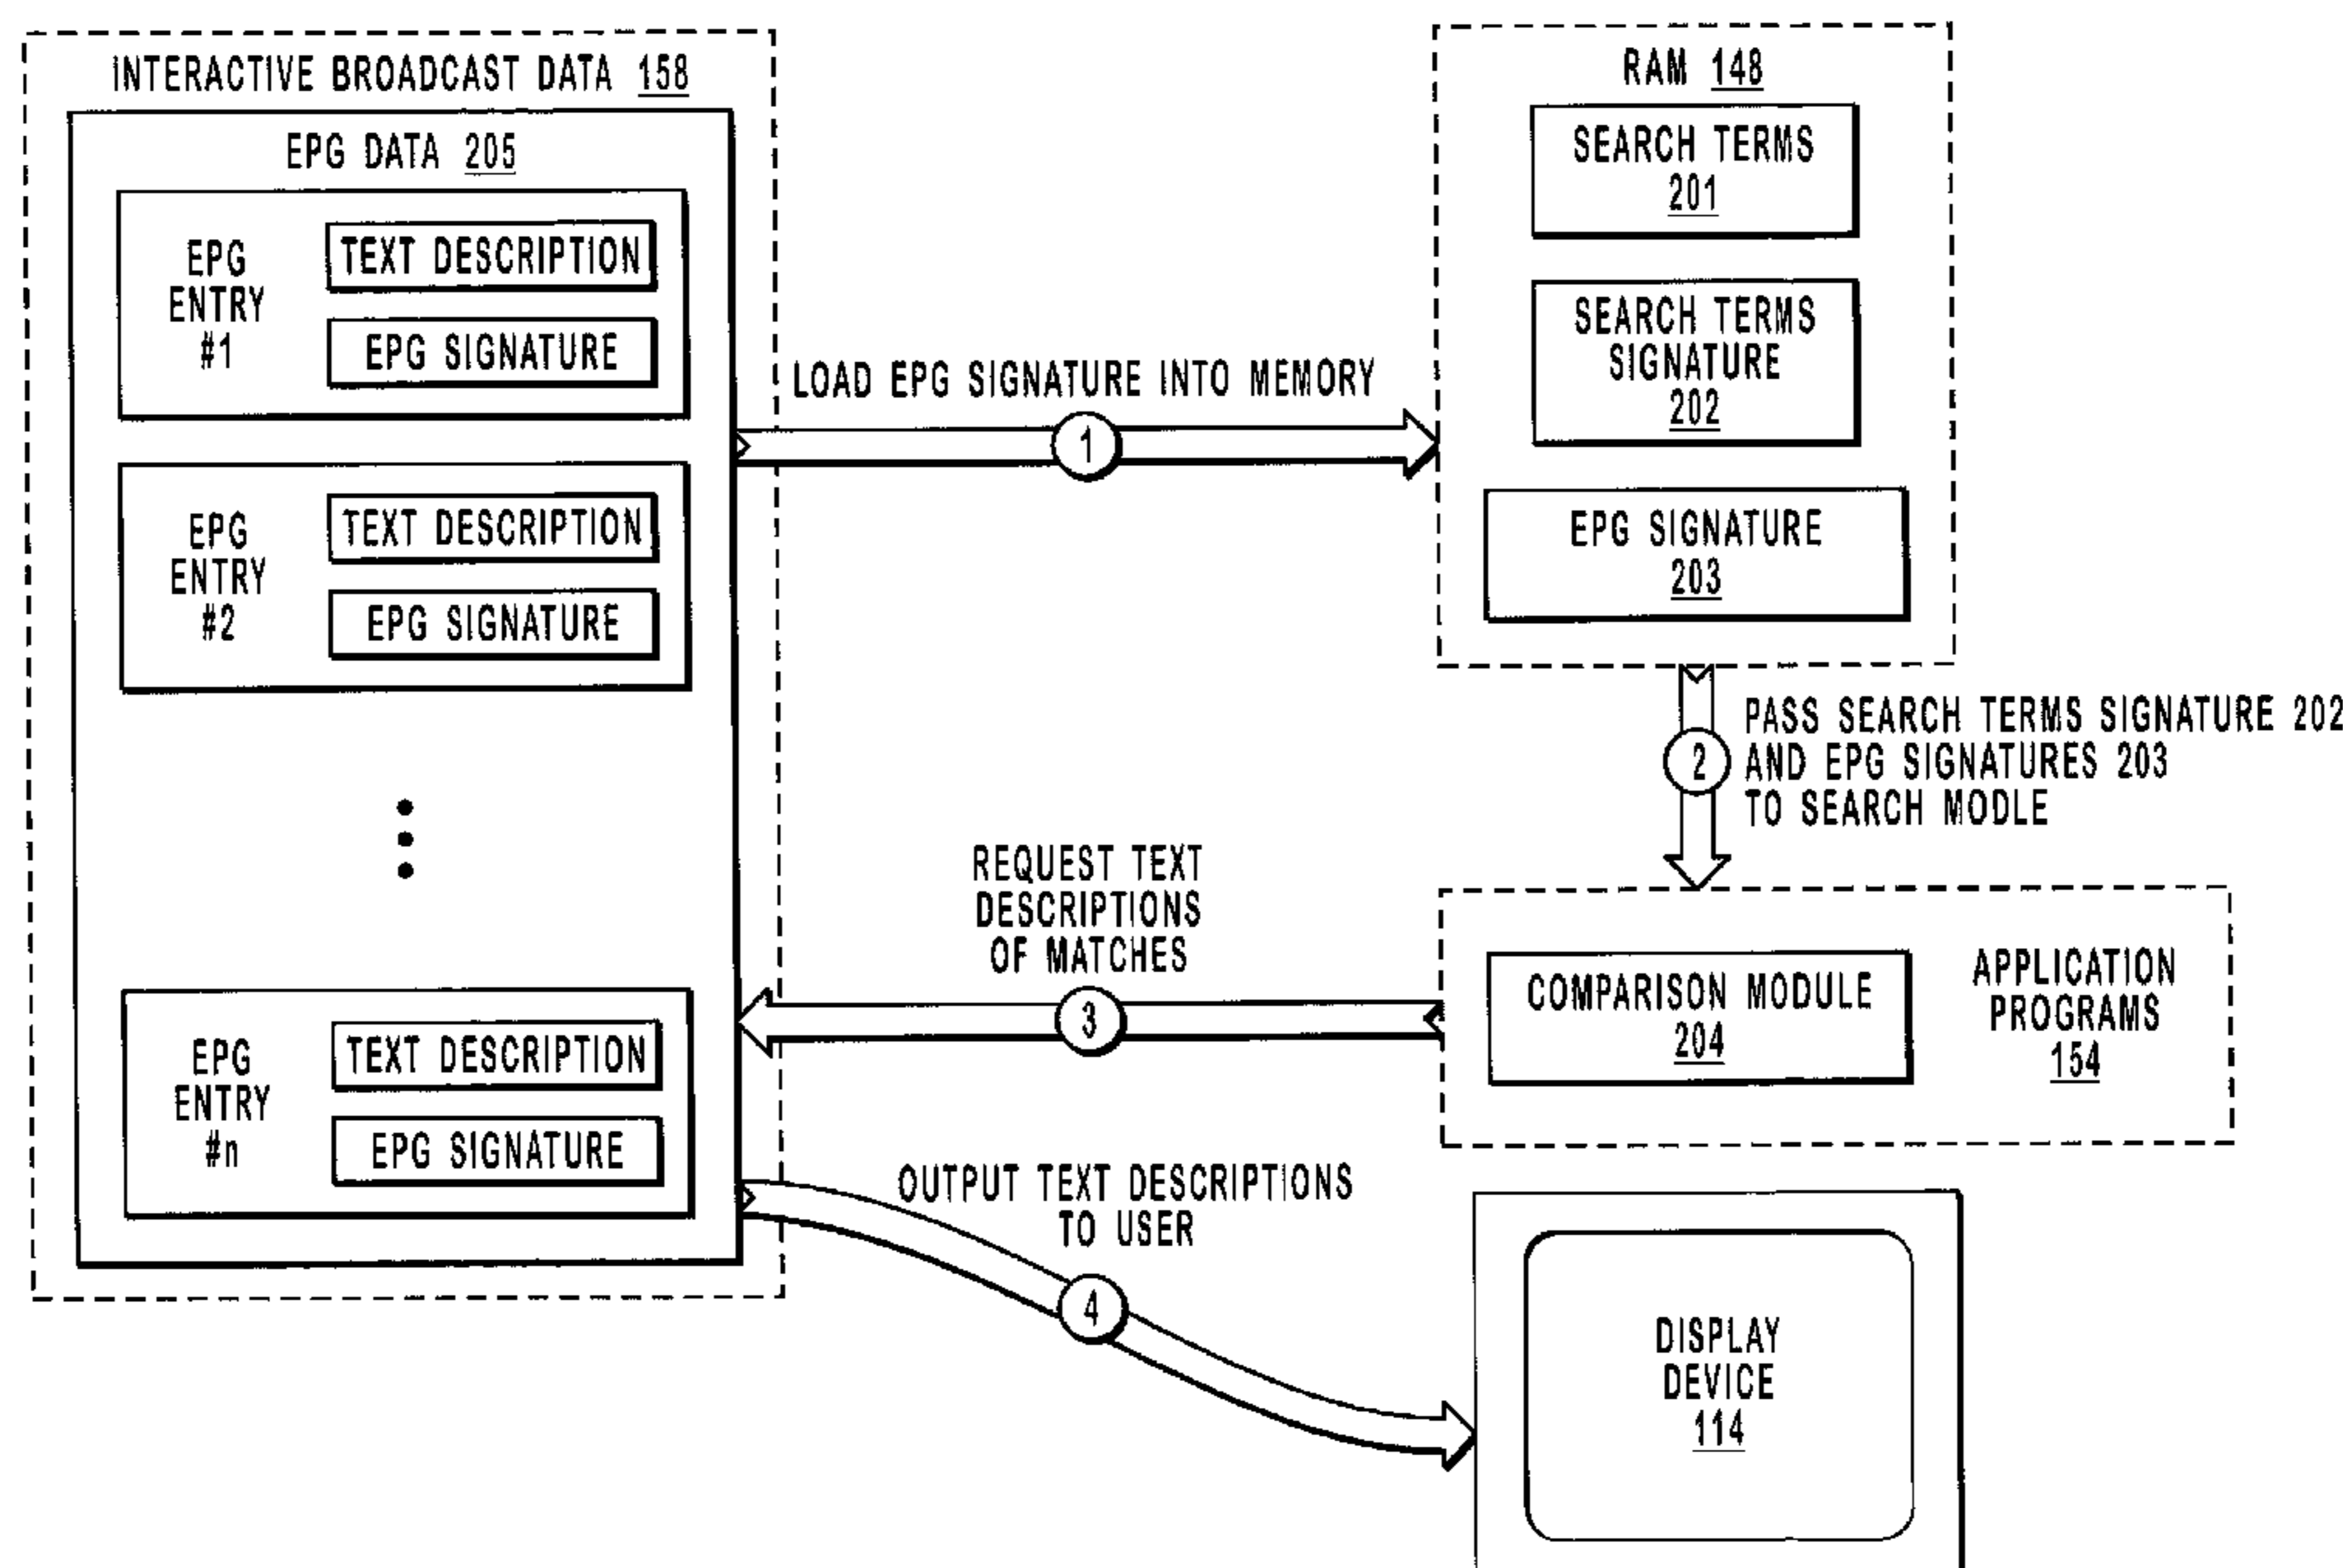 INTERACTIVE BROADCAST DATA 158
EPG DATA 205
EPG
ENTRY
#1
TEXT DESCRIPTION
EPG SIGNATURE
EPG
ENTRY
#2
TEXT DESCRIPTION
EPG SIGNATURE
EPG
ENTRY
#n
TEXT DESCRIPTION
EPG SIGNATURE
LOAD EPG SIGNATURE INTO MEMORY
1
RAM 148
SEARCH TERMS
201
SEARCH TERMS
SIGNATURE
202
EPG SIGNATURE
203
2
PASS SEARCH TERMS SIGNATURE 202
AND EPG SIGNATURES 203
TO SEARCH MODLE
REQUEST TEXT
DESCRIPTIONS
OF MATCHES
3
COMPARISON MODULE
204
APPLICATION
PROGRAMS
154
OUTPUT TEXT DESCRIPTIONS
TO USER
4
DISPLAY
DEVICE
114